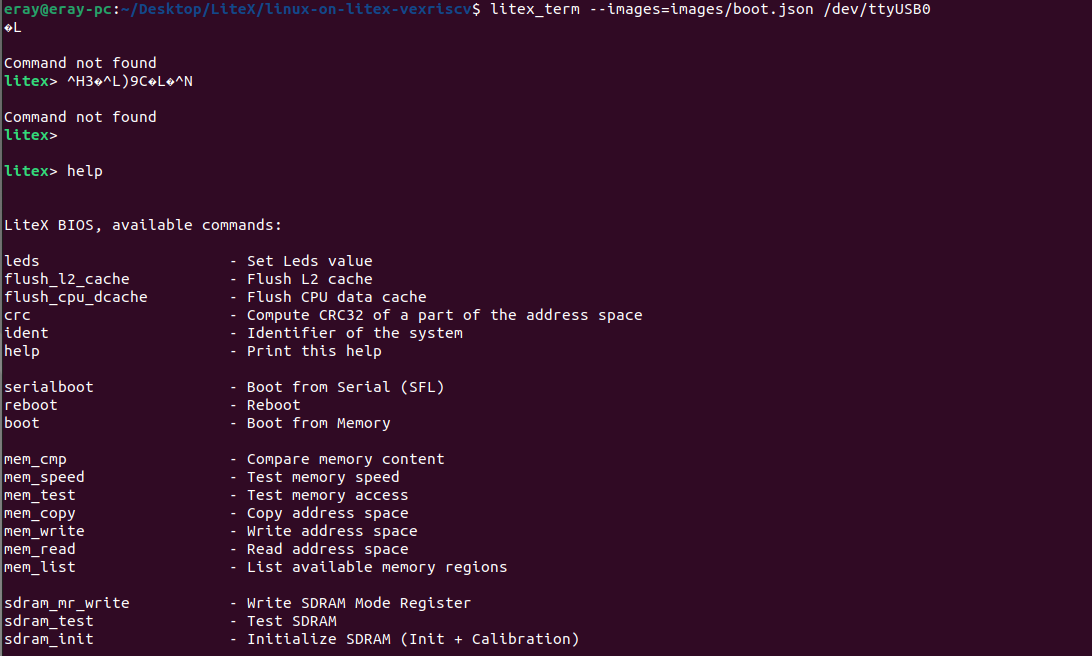 eray@eray-pc:~/Desktop/LiteX/linux-on-litex-vexriscv$ litex_term --images=images/boot.json /dev/ttyUSB0
�L
Command not found
litex> ^H3�^L)9C�L�^N
Command not found
litex>
litex> help
LiteX BIOS, available commands:
leds - Set Leds value
flush_l2_cache - Flush L2 cache
flush_cpu_dcache - Flush CPU data cache
crc - Compute CRC32 of a part of the address space
ident - Identifier of the system
help - Print this help
serialboot - Boot from Serial (SFL)
reboot - Reboot
boot - Boot from Memory
mem_cmp - Compare memory content
mem_speed - Test memory speed
mem_test - Test memory access
mem_copy - Copy address space
mem_write - Write address space
mem_read - Read address space
mem_list - List available memory regions
sdram_mr_write - Write SDRAM Mode Register
sdram_test - Test SDRAM
sdram_init - Initialize SDRAM (Init + Calibration)